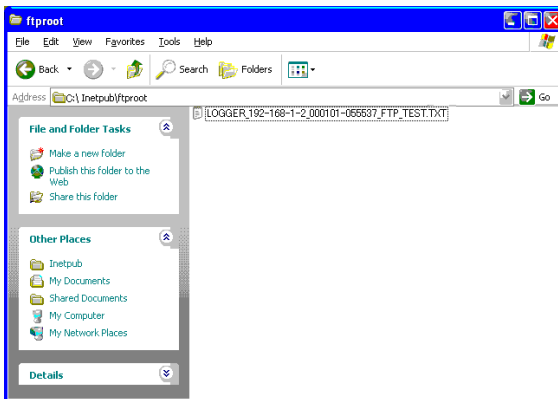 ftproot
File Edit View Favorites Tools Help
Back Search Folders
Address C:\ Inetpub\ftproot Go
LOGGER_192-168-1-2_000101-055537_FTP_TEST.TXT
File and Folder Tasks
Make a new folder
Publish this folder to the
Web
Share this folder
Other Places
Inetpub
My Documents
Shared Documents
My Computer
My Network Places
Details